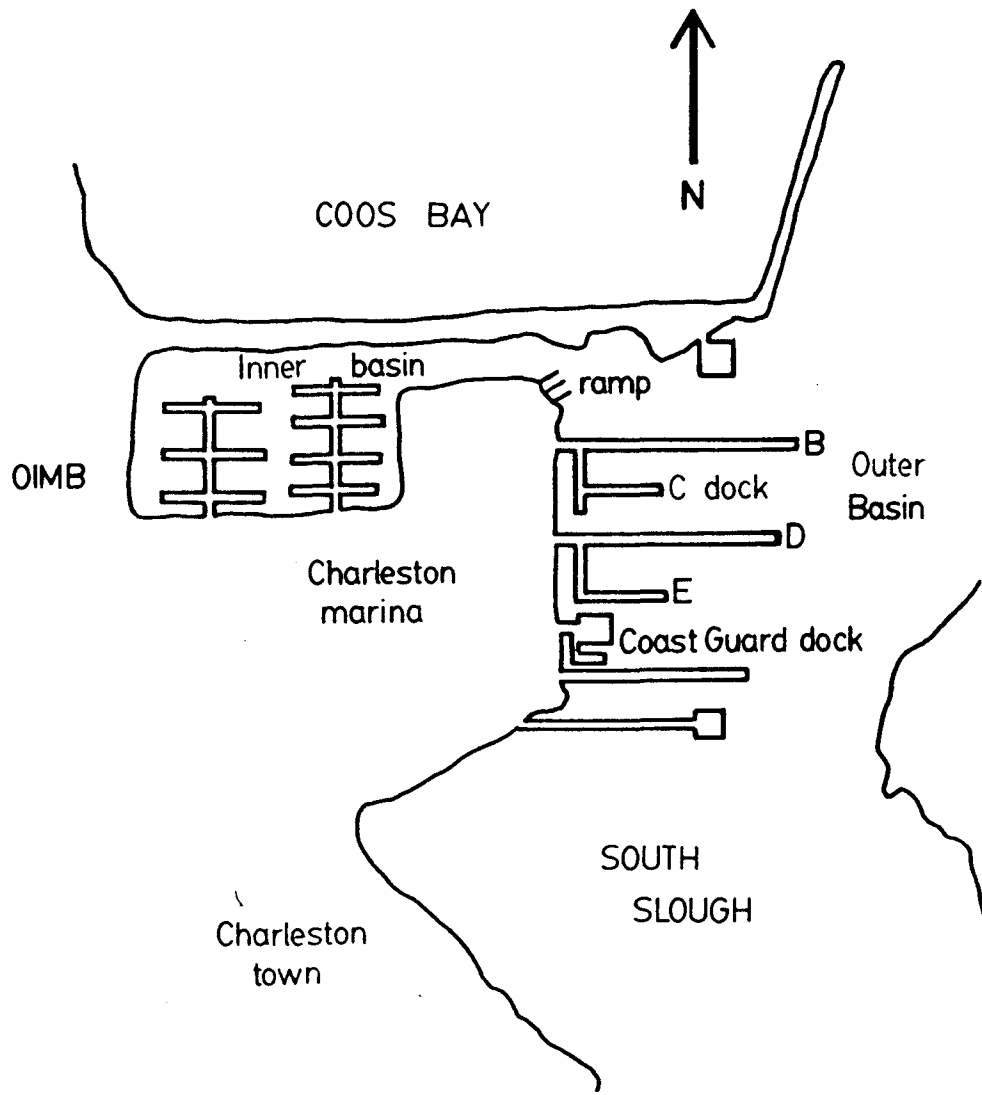 N
COOS BAY
Inner basin
ramp
B
OIMB
C dock
Outer
Basin
D
Charleston
marina
E
Coast Guard dock
SOUTH
SLOUGH
Charleston
town